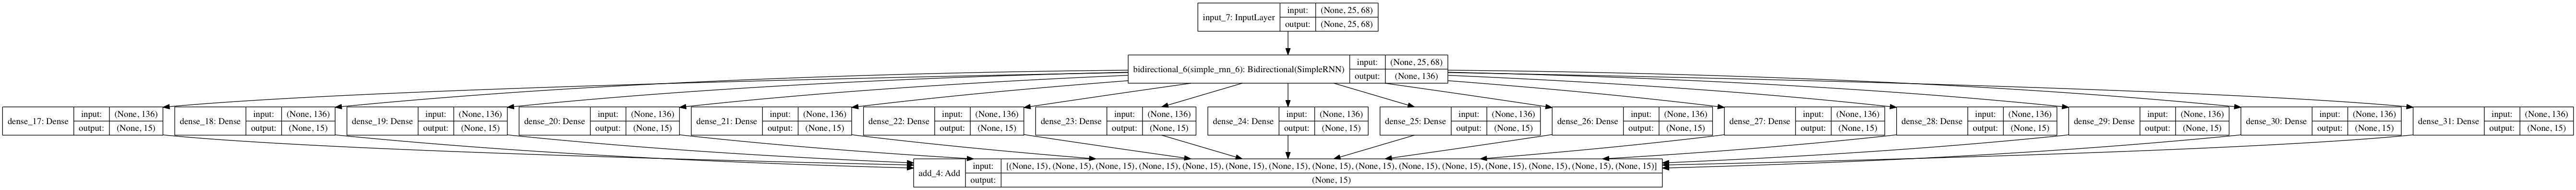 input_7: InputLayer
input: (None, 25, 68)
output: (None, 25, 68)
bidirectional_6(simple_rnn_6): Bidirectional(SimpleRNN)
input: (None, 25, 68)
output: (None, 136)
dense_17: Dense
input: (None, 136)
output: (None, 15)
dense_18: Dense
input: (None, 136)
output: (None, 15)
dense_19: Dense
input: (None, 136)
output: (None, 15)
dense_20: Dense
input: (None, 136)
output: (None, 15)
dense_21: Dense
input: (None, 136)
output: (None, 15)
dense_22: Dense
input: (None, 136)
output: (None, 15)
dense_23: Dense
input: (None, 136)
output: (None, 15)
dense_24: Dense
input: (None, 136)
output: (None, 15)
dense_25: Dense
input: (None, 136)
output: (None, 15)
dense_26: Dense
input: (None, 136)
output: (None, 15)
dense_27: Dense
input: (None, 136)
output: (None, 15)
dense_28: Dense
input: (None, 136)
output: (None, 15)
dense_29: Dense
input: (None, 136)
output: (None, 15)
dense_30: Dense
input: (None, 136)
output: (None, 15)
dense_31: Dense
input: (None, 136)
output: (None, 15)
add_4: Add
input: [(None, 15), (None, 15), (None, 15), (None, 15), (None, 15), (None, 15), (None, 15), (None, 15), (None, 15), (None, 15), (None, 15), (None, 15), (None, 15), (None, 15), (None, 15)]
output: (None, 15)